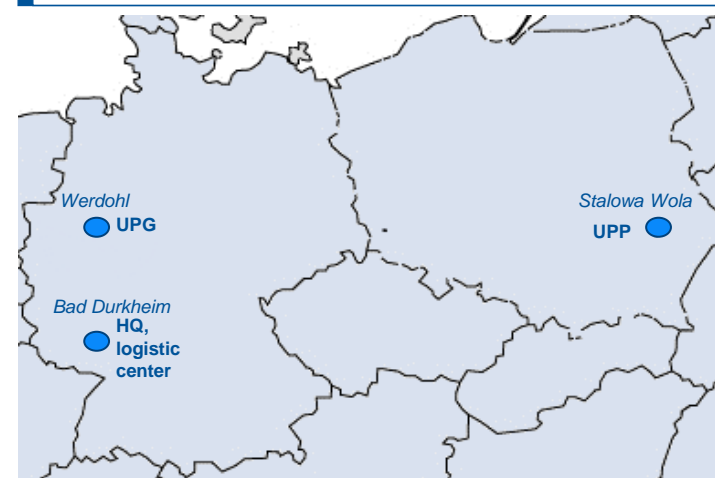 Werdohl
UPG
Stalowa Wola
UPP
Bad Durkheim
HQ,
logistic
center